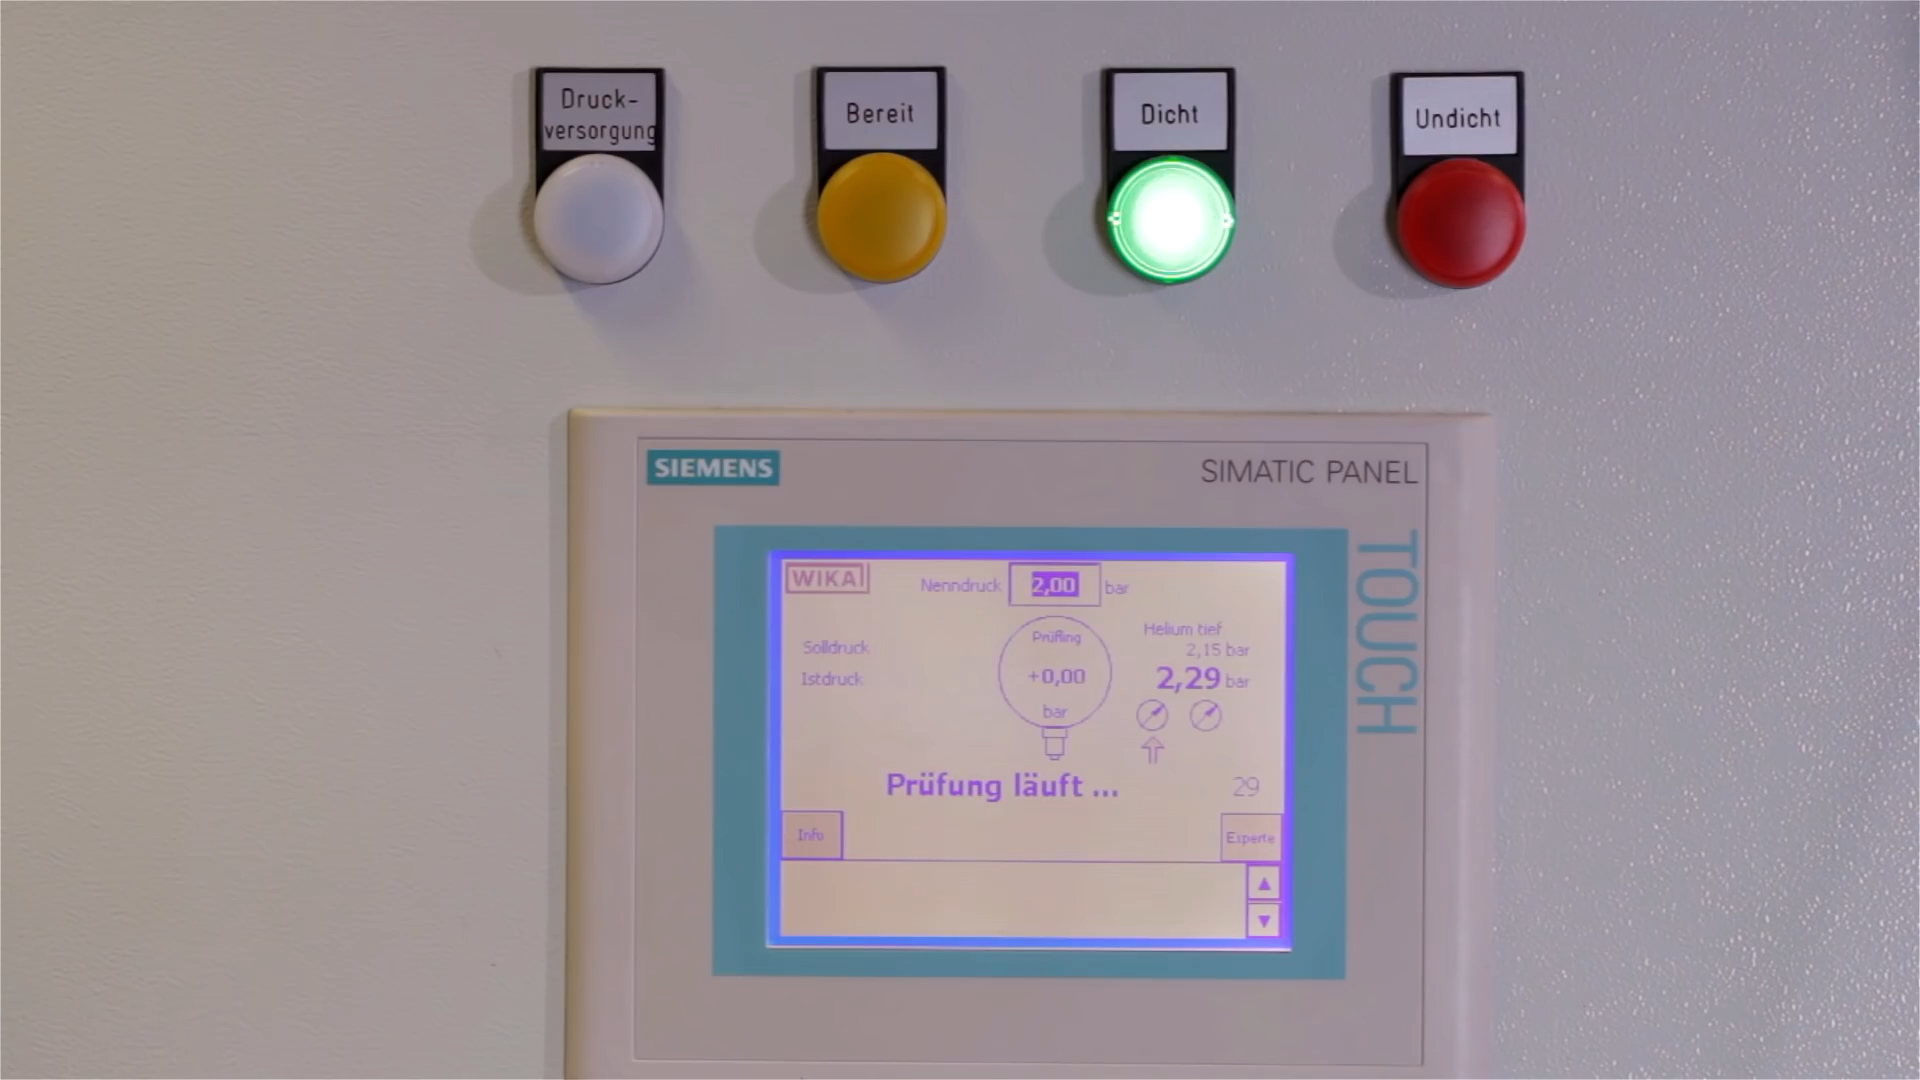 Druck-
versorgung
Bereit
Dicht
Undicht
SIEMENS
SIMATIC PANEL
TOUCH
WIKA
Nenndruck 2,00 bar
Prüfling
Helium tief
Solldruck
2,15 bar
Istdruck
+0,00
2,29 bar
bar
Prüfung läuft ...
29
Info
Experte